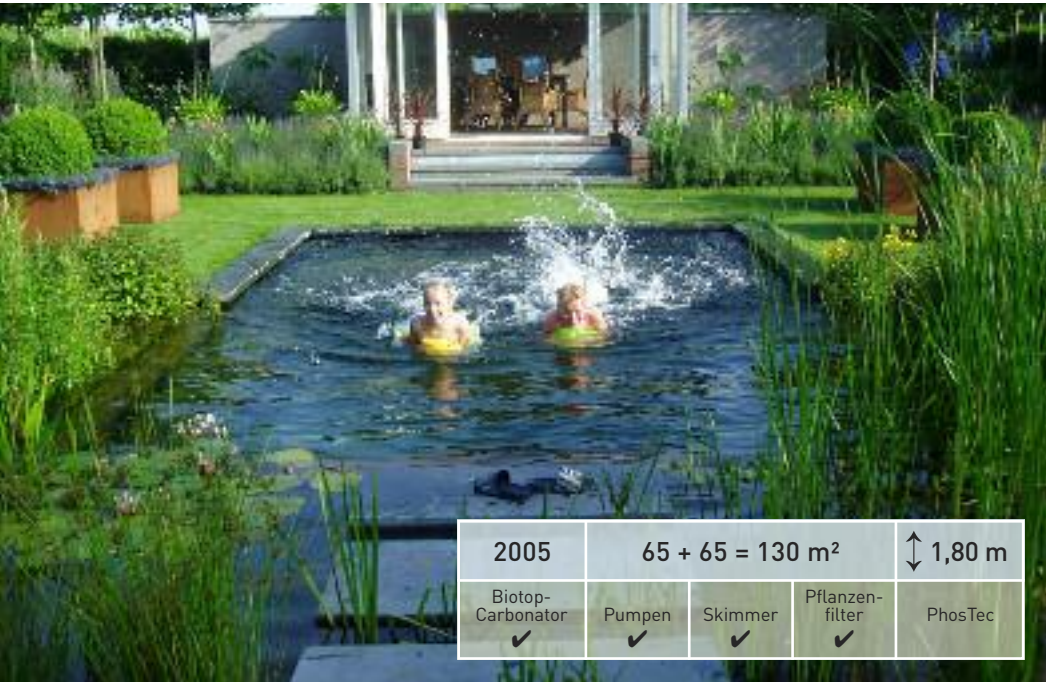 2005 65 + 65 = 130 m² ↕ 1,80 m
Biotop-
Carbonator
✔
Pumpen
✔
Skimmer
✔
Pflanzen-
filter
✔
PhosTec